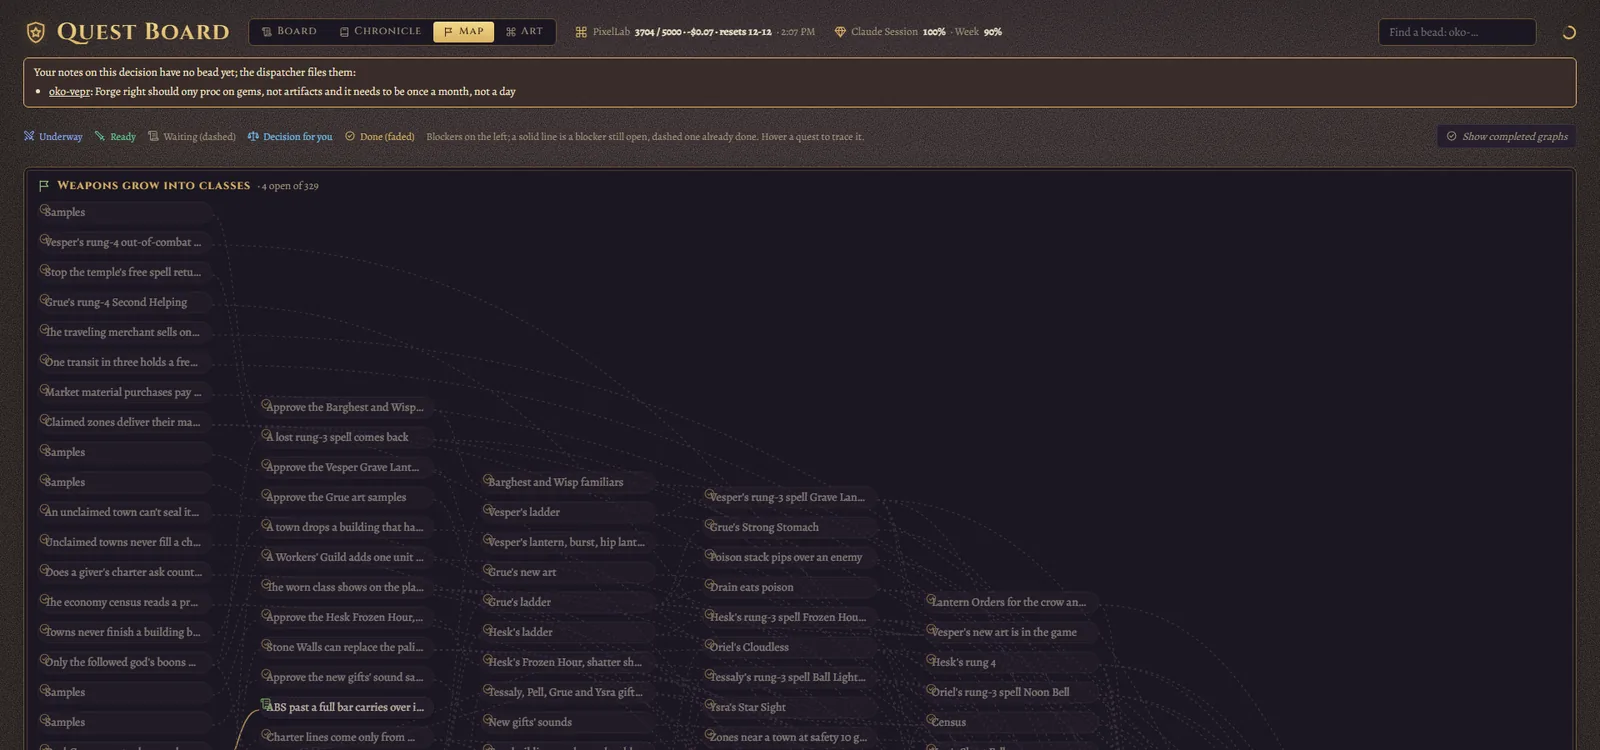 Quest Board
Board
Chronicle
Map
Art
PixelLab 3704 / 5000 · -$0.07 · resets 12-12 · 2:07 PM
Claude Session 100% · Week 90%
Find a bead: oko-...
Your notes on this decision have no bead yet; the dispatcher files them:
oko-vepr: Forge right should ony proc on gems, not artifacts and it needs to be once a month, not a day
Underway
Ready
Waiting (dashed)
Decision for you
Done (faded)
Blockers on the left; a solid line is a blocker still open, dashed one already done. Hover a quest to trace it.
Show completed graphs
Weapons grow into classes · 4 open of 329
Samples
Vesper's rung-4 out-of-combat ...
Stop the temple's free spell retu...
Grue's rung-4 Second Helping
The traveling merchant sells on...
One transit in three holds a fre...
Market material purchases pay ...
Claimed zones deliver their ma...
Samples
Samples
An unclaimed town can't seal it...
Unclaimed towns never fill a ch...
Does a giver's charter ask count...
The economy census reads a pr...
Towns never finish a building b...
Only the followed god's boons ...
Samples
Samples
Approve the Barghest and Wisp...
A lost rung-3 spell comes back
Approve the Vesper Grave Lant...
Approve the Grue art samples
A town drops a building that ha...
A Workers' Guild adds one unit ...
The worn class shows on the pla...
Approve the Hesk Frozen Hour,...
Stone Walls can replace the pali...
Approve the new gifts' sound sa...
ABS past a full bar carries over i...
Charter lines come only from ...
Barghest and Wisp familiars
Vesper's ladder
Vesper's lantern, burst, hip lant...
Grue's new art
Grue's ladder
Hesk's ladder
Hesk's Frozen Hour, shatter sh...
Tessaly, Pell, Grue and Ysra gift...
New gifts' sounds
Vesper's rung-3 spell Grave Lan...
Grue's Strong Stomach
Poison stack pips over an enemy
Drain eats poison
Hesk's rung-3 spell Frozen Hou...
Oriel's Cloudless
Tessaly's rung-3 spell Ball Light...
Ysra's Star Sight
Zones near a town at safety 10 g...
Lantern Orders for the crow an...
Vesper's new art is in the game
Hesk's rung 4
Oriel's rung-3 spell Noon Bell
Census